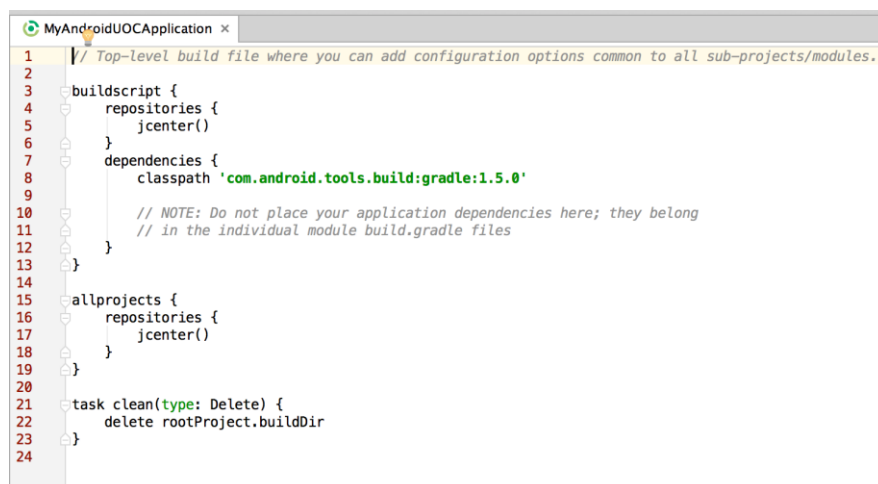 MyAndroidUOCApplication ×
1 // Top-level build file where you can add configuration options common to all sub-projects/modules.
2
3 buildscript {
4     repositories {
5         jcenter()
6     }
7     dependencies {
8         classpath 'com.android.tools.build:gradle:1.5.0'
9
10         // NOTE: Do not place your application dependencies here; they belong
11         // in the individual module build.gradle files
12     }
13 }
14
15 allprojects {
16     repositories {
17         jcenter()
18     }
19 }
20
21 task clean(type: Delete) {
22     delete rootProject.buildDir
23 }
24